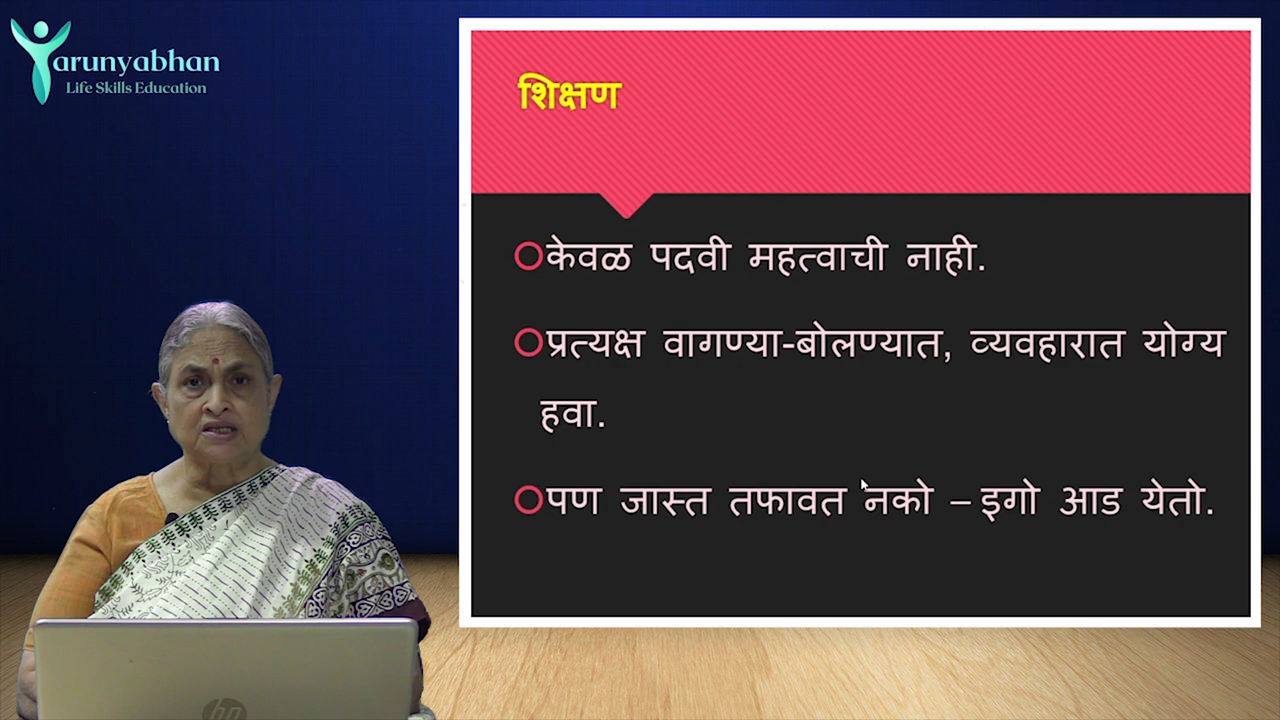 Tarunyabhan
Life Skills Education
शिक्षण
केवळ पदवी महत्वाची नाही.
प्रत्यक्ष वागण्या-बोलण्यात, व्यवहारात योग्य
हवा.
पण जास्त तफावत नको – इगो आड येतो.
hp